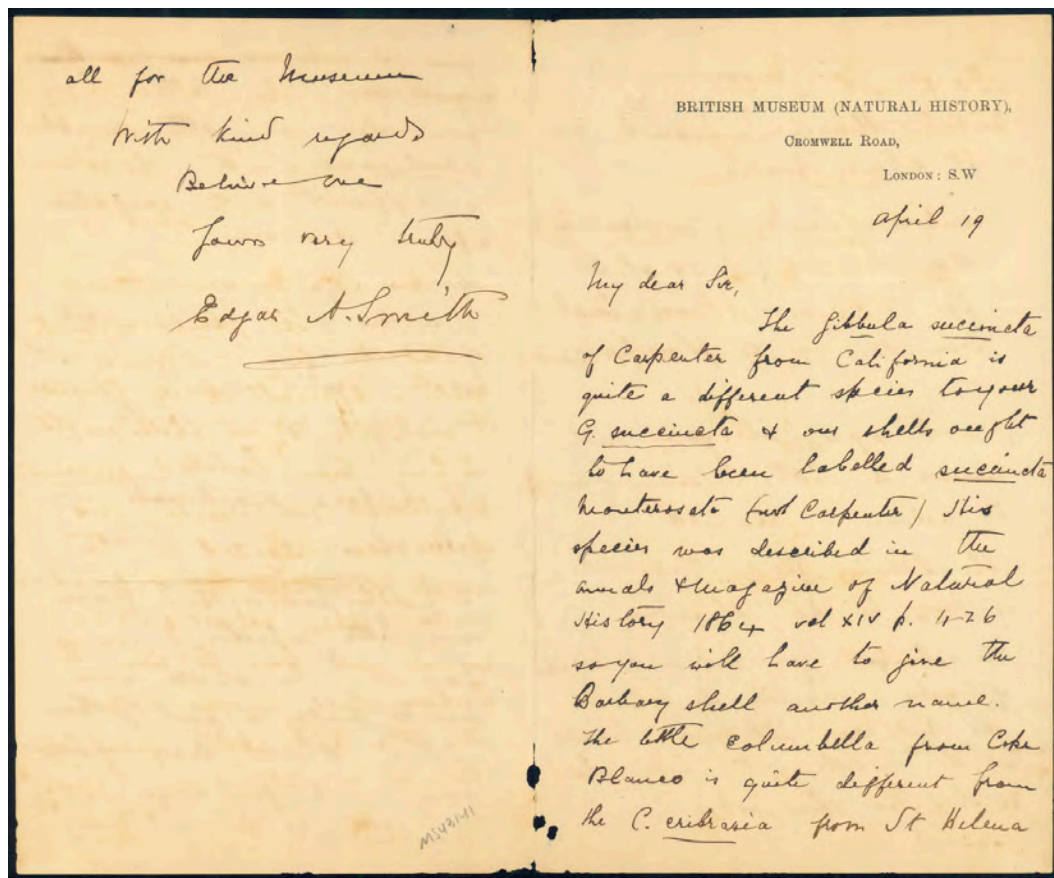 BRITISH MUSEUM (NATURAL HISTORY),
CROMWELL ROAD,
LONDON: S.W
April 19
My dear Sir,
The Gibbula succincta
of Carpenter from California is
quite a different species to your
G. succincta & our shells ought
to have been labelled succincta
Monterosato (not Carpenter) His
species was described in the
annals & Magazine of Natural
History 1864 vol XIV p. 426
so you will have to give the
Barbary shell another name.
The little Columbella from Cape
Blanco is quite different from
the C. cribraria from St Helena
all for the Museum
With kind regards
Believe me
Yours very truly
Edgar A. Smith
MS43141